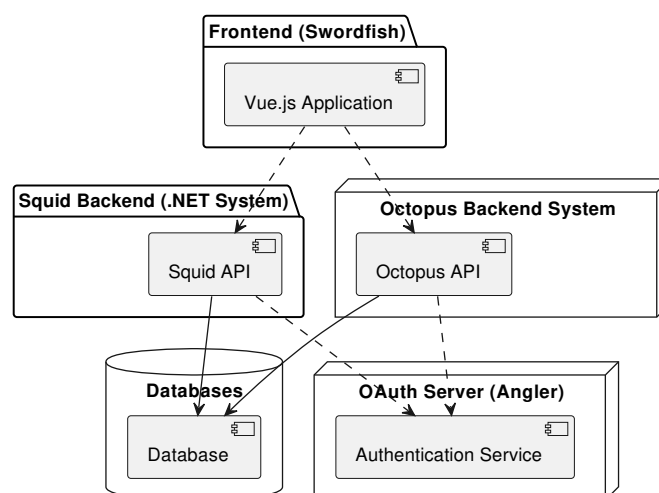 Frontend (Swordfish)
Vue.js Application
Squid Backend (.NET System)
Octopus Backend System
Squid API
Octopus API
Databases
OAuth Server (Angler)
Database
Authentication Service